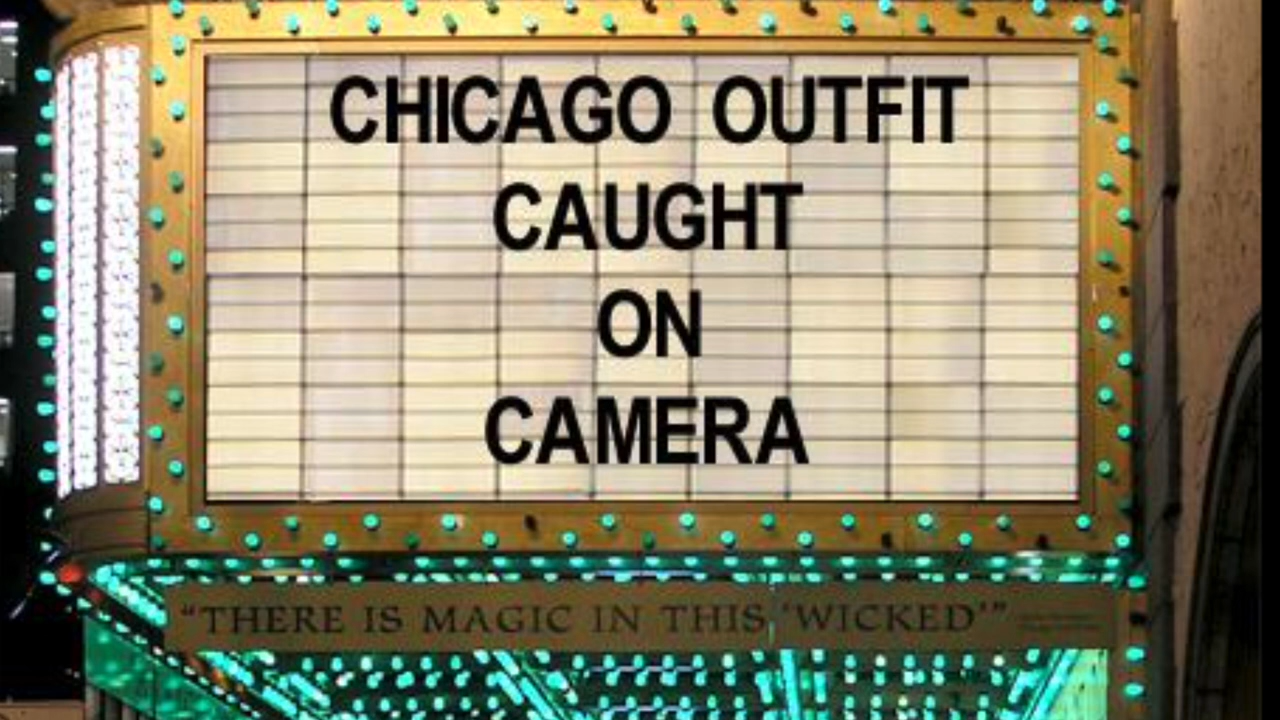 CHICAGO OUTFIT
CAUGHT
ON
CAMERA
“THERE IS MAGIC IN THIS ‘WICKED’”